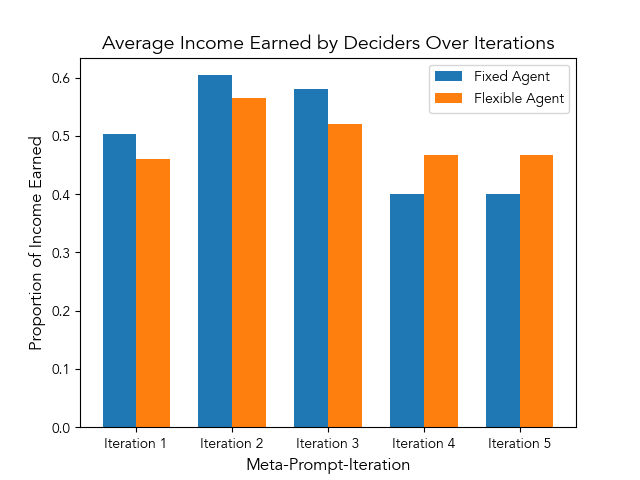 Average Income Earned by Deciders Over Iterations
Fixed Agent
Flexible Agent
Proportion of Income Earned
0.6
0.5
0.4
0.3
0.2
0.1
0.0
Iteration 1
Iteration 2
Iteration 3
Iteration 4
Iteration 5
Meta-Prompt-Iteration